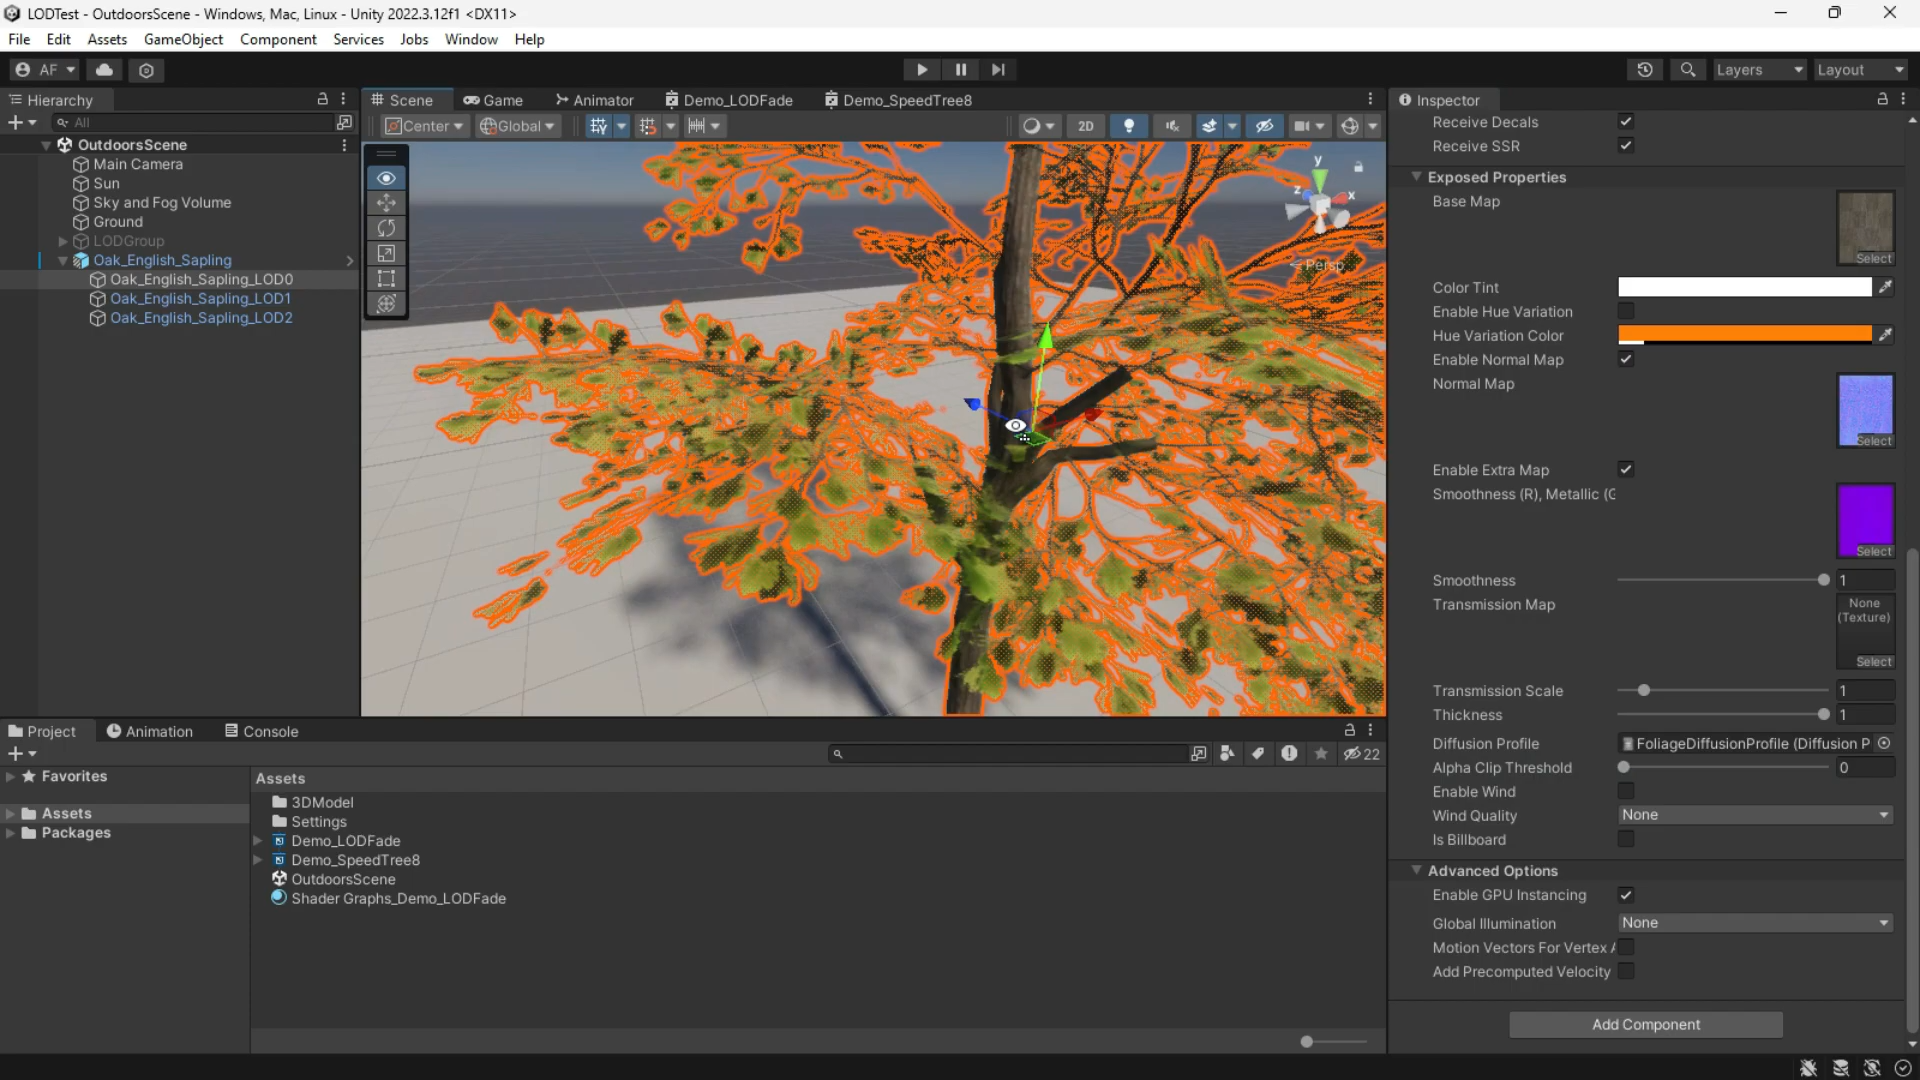 LODTest - OutdoorsScene - Windows, Mac, Linux - Unity 2022.3.12f1 <DX11>
File Edit Assets GameObject Component Services Jobs Window Help
AF Layers Layout
Hierarchy
All
OutdoorsScene
Main Camera
Sun
Sky and Fog Volume
Ground
LODGroup
Oak_English_Sapling
Oak_English_Sapling_LOD0
Oak_English_Sapling_LOD1
Oak_English_Sapling_LOD2
Scene Game Animator Demo_LODFade Demo_SpeedTree8
Center Global 2D
y
z x
Persp
Inspector
Receive Decals
Receive SSR
Exposed Properties
Base Map
Select
Color Tint
Enable Hue Variation
Hue Variation Color
Enable Normal Map
Normal Map
Select
Enable Extra Map
Smoothness (R), Metallic (G
Select
Smoothness 1
Transmission Map
None
(Texture)
Select
Transmission Scale 1
Thickness 1
Diffusion Profile FoliageDiffusionProfile (Diffusion P
Alpha Clip Threshold 0
Enable Wind
Wind Quality None
Is Billboard
Advanced Options
Enable GPU Instancing
Global Illumination None
Motion Vectors For Vertex A
Add Precomputed Velocity
Add Component
Project Animation Console
22
Favorites
Assets
Packages
Assets
3DModel
Settings
Demo_LODFade
Demo_SpeedTree8
OutdoorsScene
Shader Graphs_Demo_LODFade